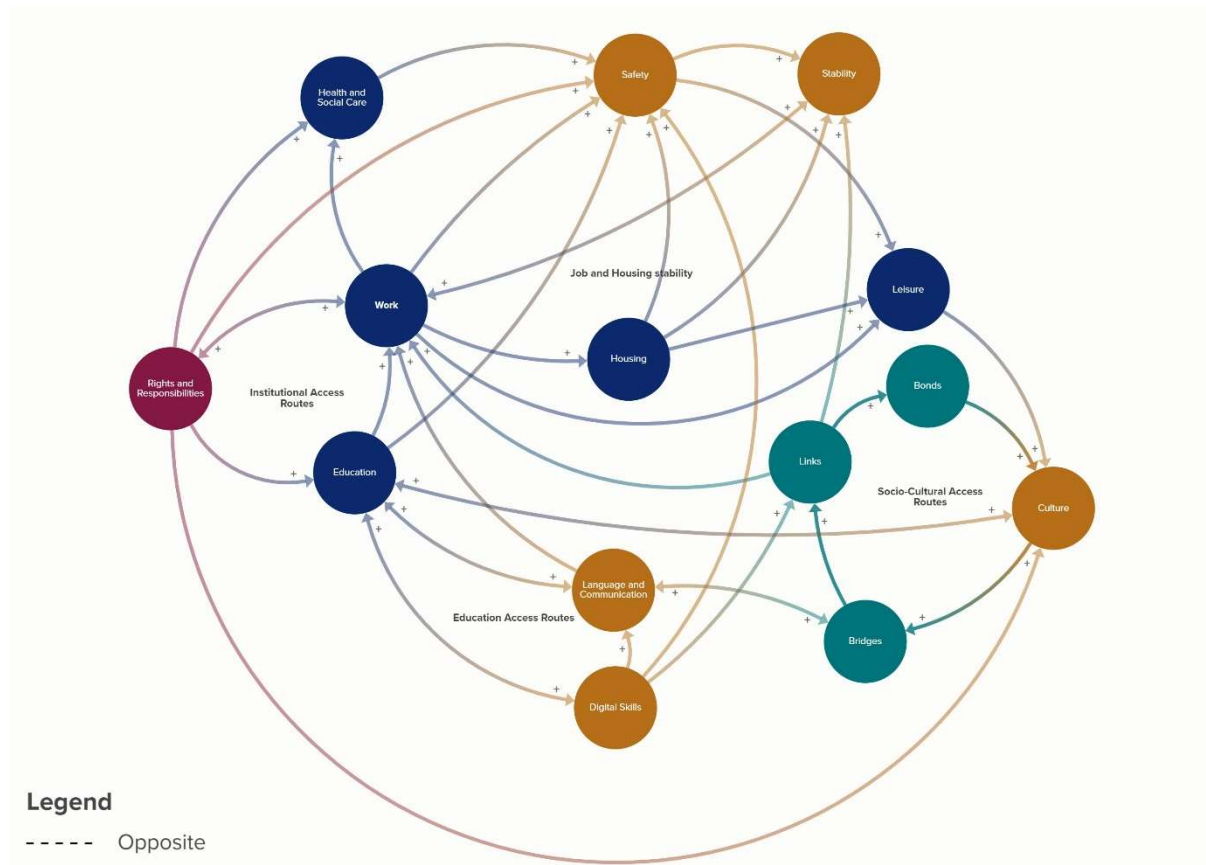 Health and
Social Care
Safety
Stability
Work
Job and Housing stability
Leisure
Housing
Rights and
Responsibilities
Institutional Access
Routes
Bonds
Education
Links
Socio-Cultural Access
Routes
Culture
Language and
Communication
Education Access Routes
Bridges
Digital Skills
Legend
----- Opposite